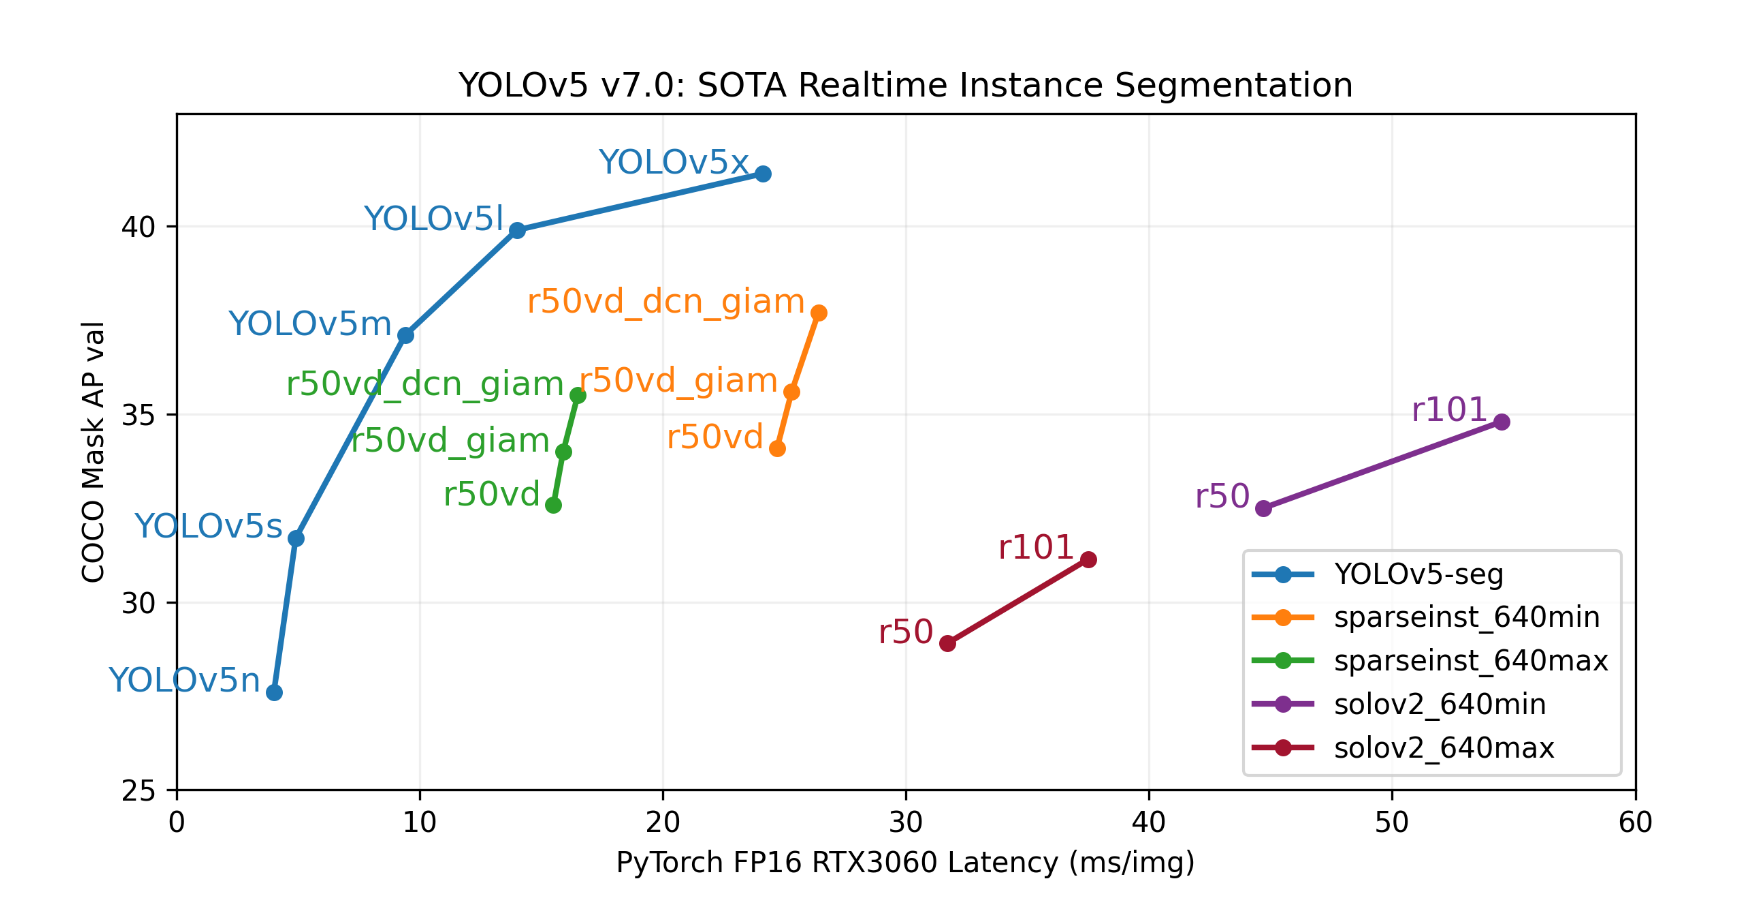 YOLOv5 v7.0: SOTA Realtime Instance Segmentation
COCO Mask AP val
40
35
30
25
YOLOv5x
YOLOv5l
YOLOv5m
YOLOv5s
YOLOv5n
r50vd_dcn_giam
r50vd_giam
r50vd
r50vd_dcn_giam
r50vd_giam
r50vd
r101
r50
r101
r50
YOLOv5-seg
sparseinst_640min
sparseinst_640max
solov2_640min
solov2_640max
0 10 20 30 40 50 60
PyTorch FP16 RTX3060 Latency (ms/img)